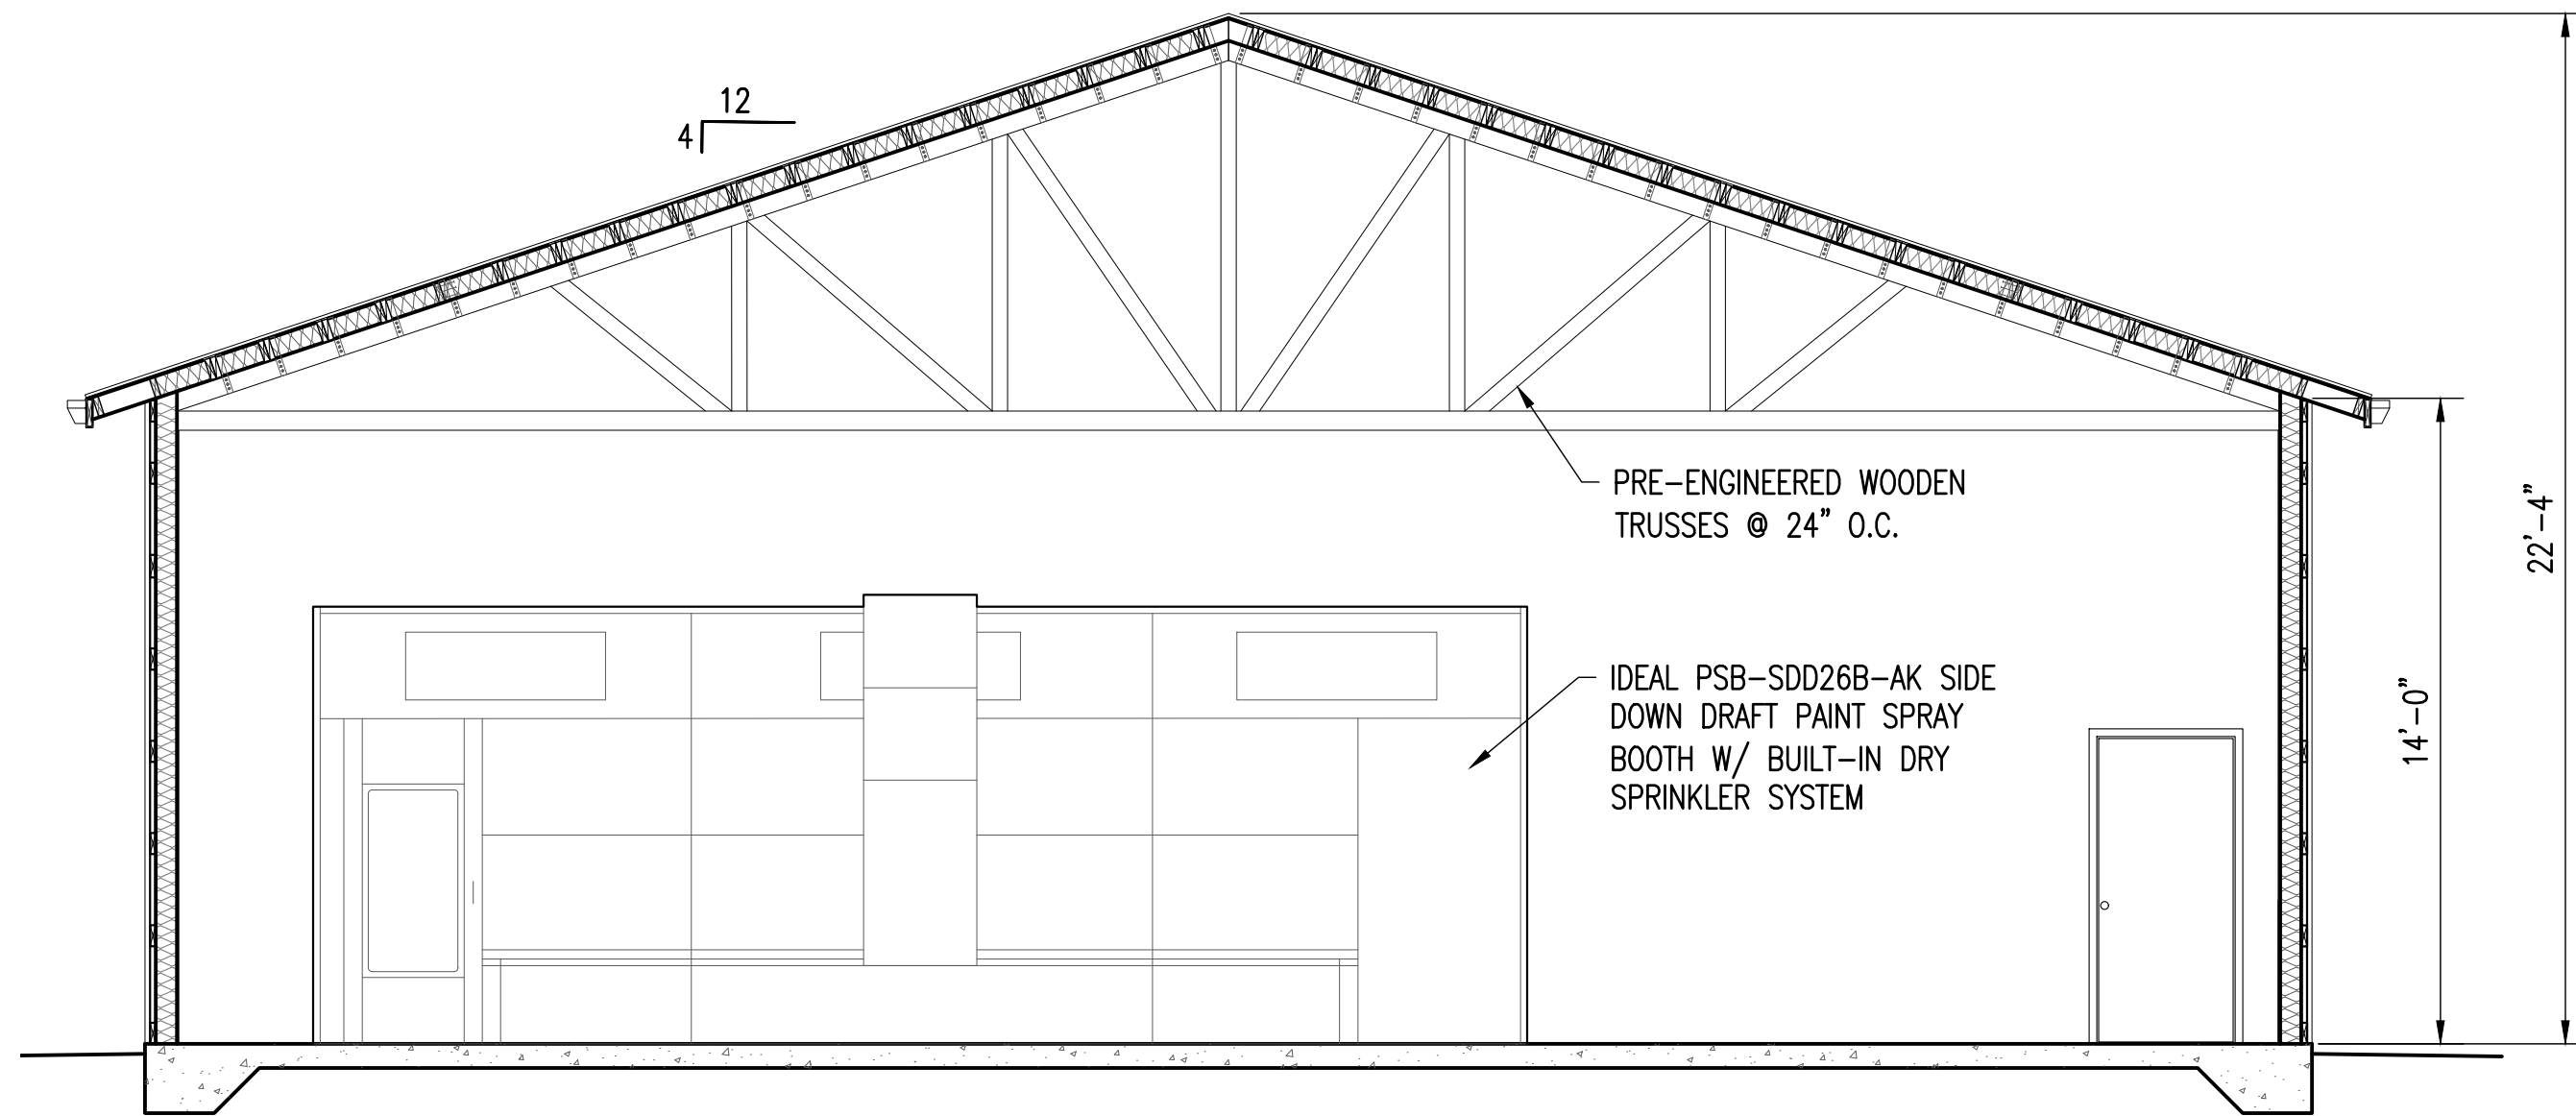 12
4
PRE-ENGINEERED WOODEN
TRUSSES @ 24" O.C.
22'-4"
IDEAL PSB-SDD26B-AK SIDE
DOWN DRAFT PAINT SPRAY
BOOTH W/ BUILT-IN DRY
SPRINKLER SYSTEM
14'-0"